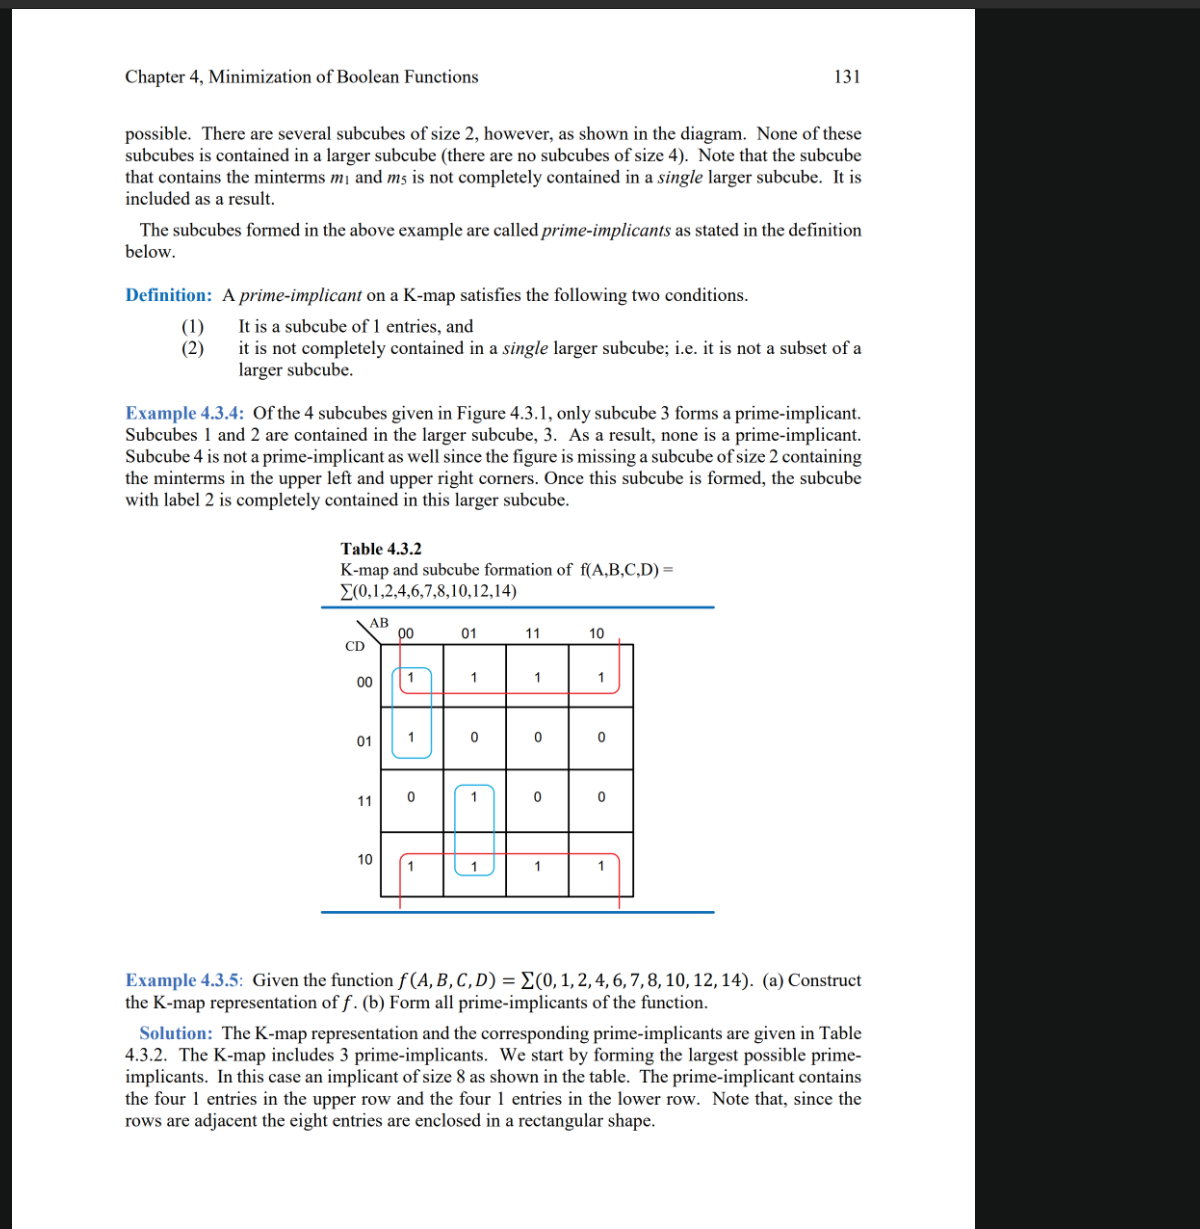 Chapter 4, Minimization of Boolean Functions 131
possible. There are several subcubes of size 2, however, as shown in the diagram. None of these
subcubes is contained in a larger subcube (there are no subcubes of size 4). Note that the subcube
that contains the minterms m₁ and m₅ is not completely contained in a single larger subcube. It is
included as a result.
The subcubes formed in the above example are called prime-implicants as stated in the definition
below.
Definition: A prime-implicant on a K-map satisfies the following two conditions.
(1) It is a subcube of 1 entries, and
(2) it is not completely contained in a single larger subcube; i.e. it is not a subset of a
larger subcube.
Example 4.3.4: Of the 4 subcubes given in Figure 4.3.1, only subcube 3 forms a prime-implicant.
Subcubes 1 and 2 are contained in the larger subcube, 3. As a result, none is a prime-implicant.
Subcube 4 is not a prime-implicant as well since the figure is missing a subcube of size 2 containing
the minterms in the upper left and upper right corners. Once this subcube is formed, the subcube
with label 2 is completely contained in this larger subcube.
Table 4.3.2
K-map and subcube formation of f(A,B,C,D) =
∑(0,1,2,4,6,7,8,10,12,14)
AB
00 01 11 10
CD
00 1 1 1 1
01 1 0 0 0
11 0 1 0 0
10 1 1 1 1
Example 4.3.5: Given the function f(A, B, C, D) = ∑(0, 1, 2, 4, 6, 7, 8, 10, 12, 14). (a) Construct
the K-map representation of f. (b) Form all prime-implicants of the function.
Solution: The K-map representation and the corresponding prime-implicants are given in Table
4.3.2. The K-map includes 3 prime-implicants. We start by forming the largest possible prime-
implicants. In this case an implicant of size 8 as shown in the table. The prime-implicant contains
the four 1 entries in the upper row and the four 1 entries in the lower row. Note that, since the
rows are adjacent the eight entries are enclosed in a rectangular shape.